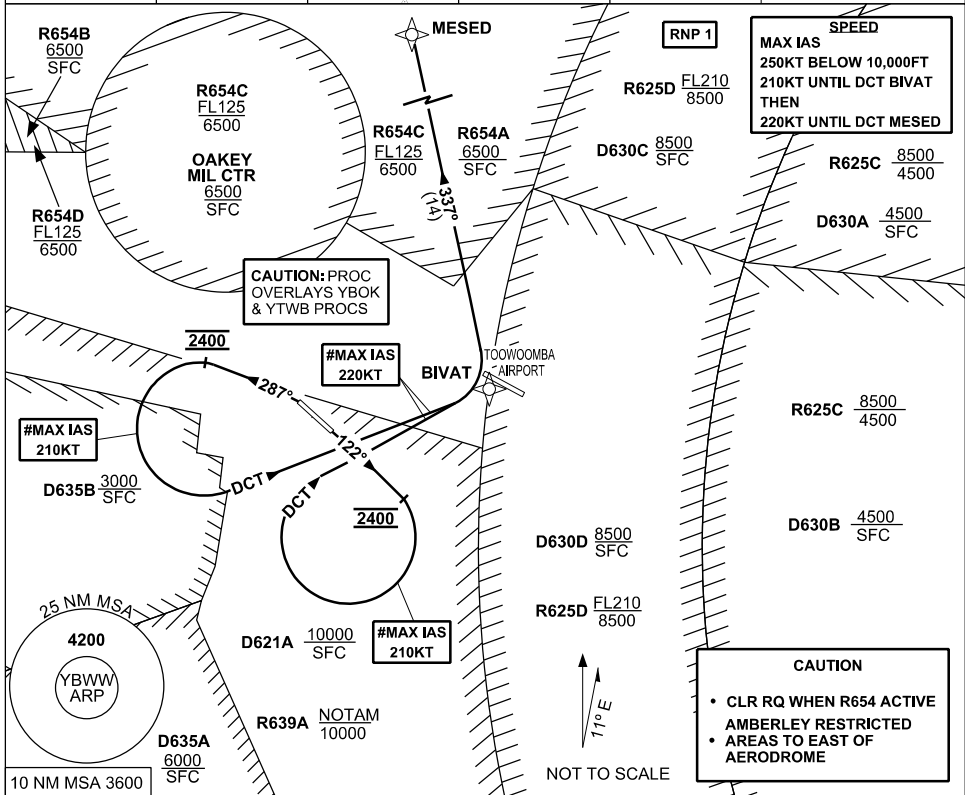 MESED
R654B
6500
SFC
R654C
FL125
6500
OAKEY
MIL CTR
6500
SFC
R654D
FL125
6500
R654C
FL125
6500
R654A
6500
SFC
337°
(14)
RNP 1
R625D FL210
8500
D630C 8500
SFC
SPEED
MAX IAS
250KT BELOW 10,000FT
210KT UNTIL DCT BIVAT
THEN
220KT UNTIL DCT MESED
R625C 8500
4500
D630A 4500
SFC
CAUTION: PROC
OVERLAYS YBOK
& YTWB PROCS
2400
#MAX IAS
220KT
BIVAT
TOOWOOMBA
AIRPORT
287°
122°
#MAX IAS
210KT
DCT
DCT
D635B 3000
SFC
2400
R625C 8500
4500
D630B 4500
SFC
D630D 8500
SFC
R625D FL210
8500
#MAX IAS
210KT
D621A 10000
SFC
R639A NOTAM
10000
25 NM MSA
4200
YBWW
ARP
D635A
6000
SFC
10 NM MSA 3600
11° E
NOT TO SCALE
CAUTION
• CLR RQ WHEN R654 ACTIVE
AMBERLEY RESTRICTED
• AREAS TO EAST OF
AERODROME